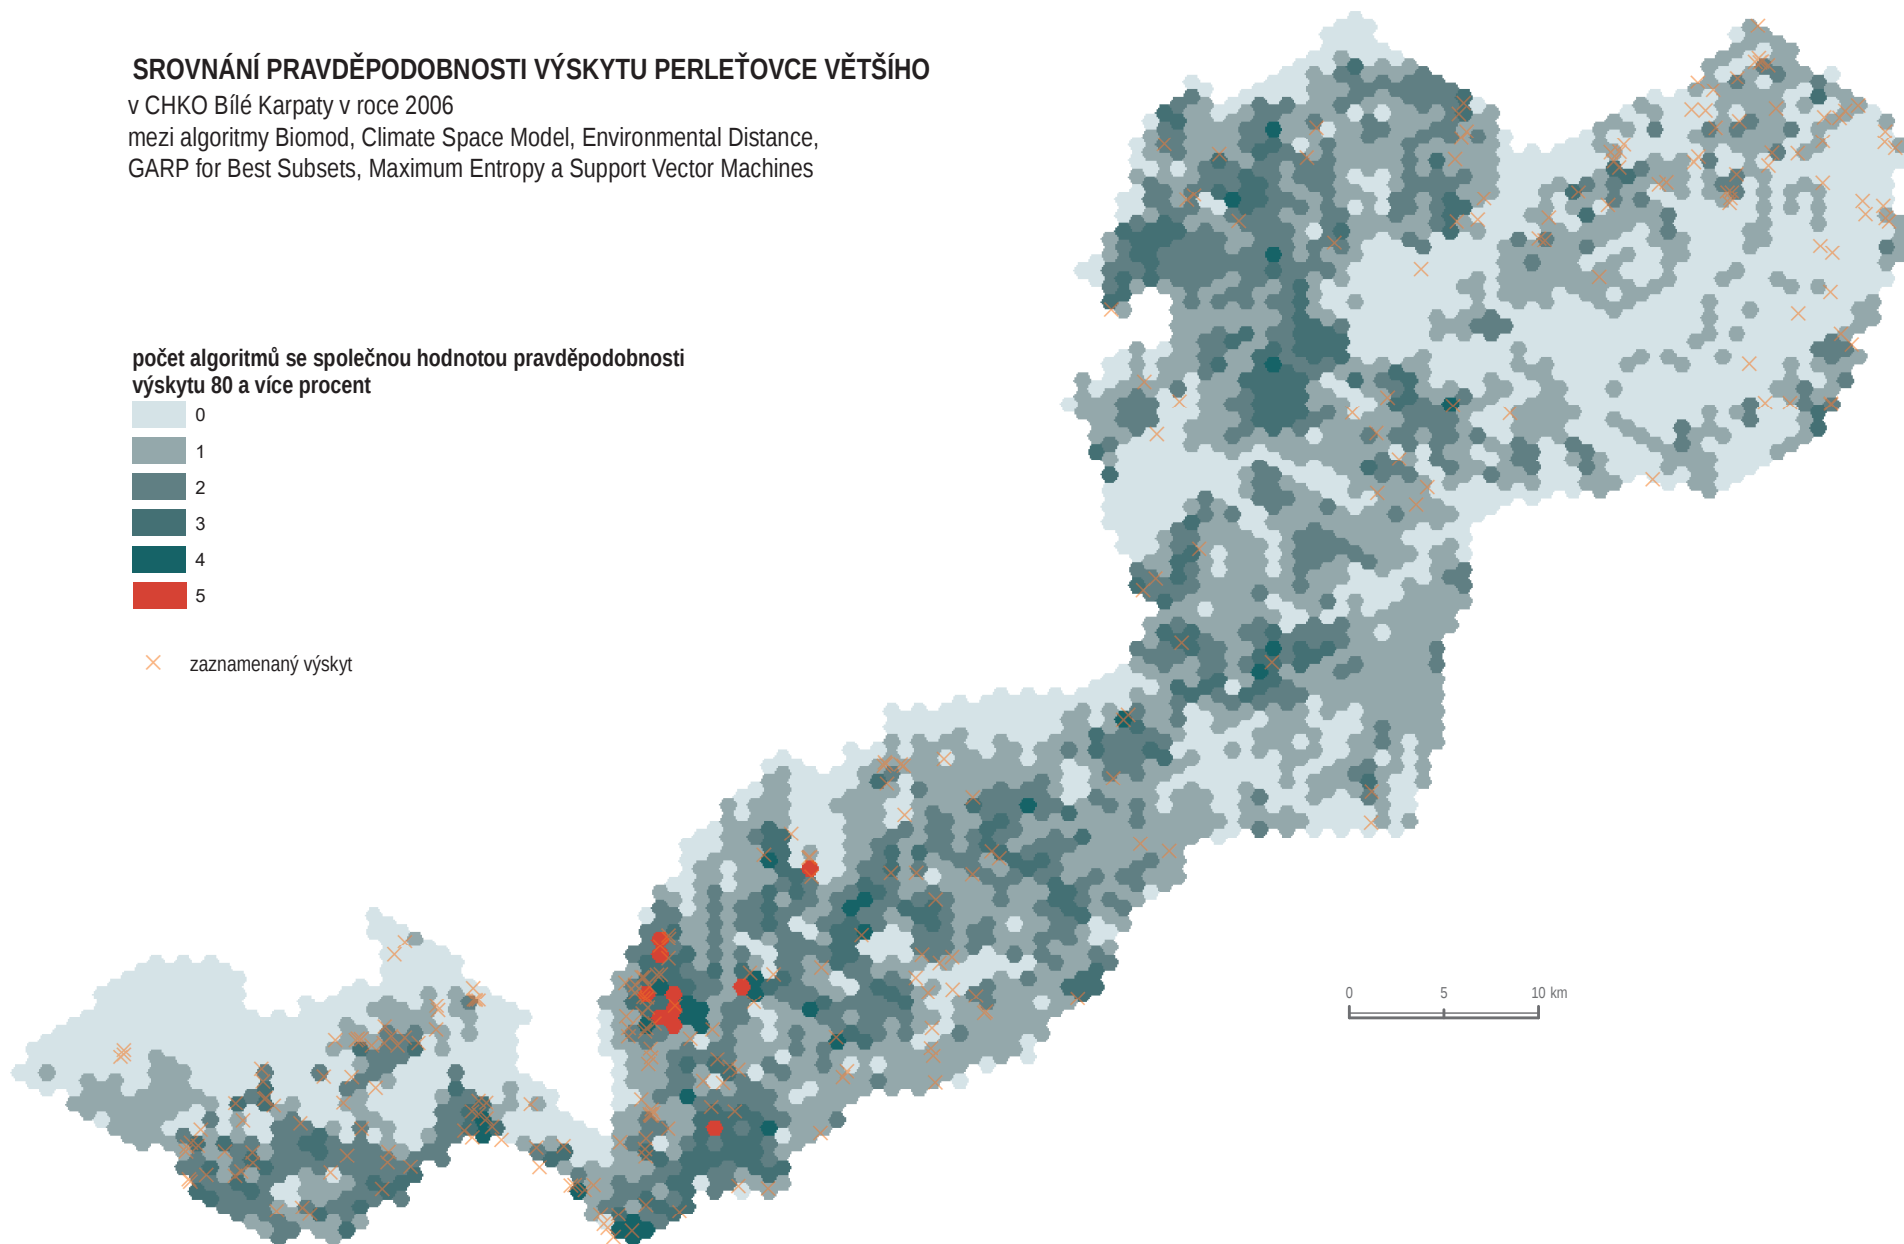 SROVNÁNÍ PRAVDĚPODOBNOSTI VÝSKYTU PERLEŤOVCE VĚTŠÍHO
v CHKO Bílé Karpaty v roce 2006
mezi algoritmy Biomod, Climate Space Model, Environmental Distance,
GARP for Best Subsets, Maximum Entropy a Support Vector Machines
počet algoritmů se společnou hodnotou pravděpodobnosti
výskytu 80 a více procent
0
1
2
3
4
5
zaznamenaný výskyt
0 5 10 km